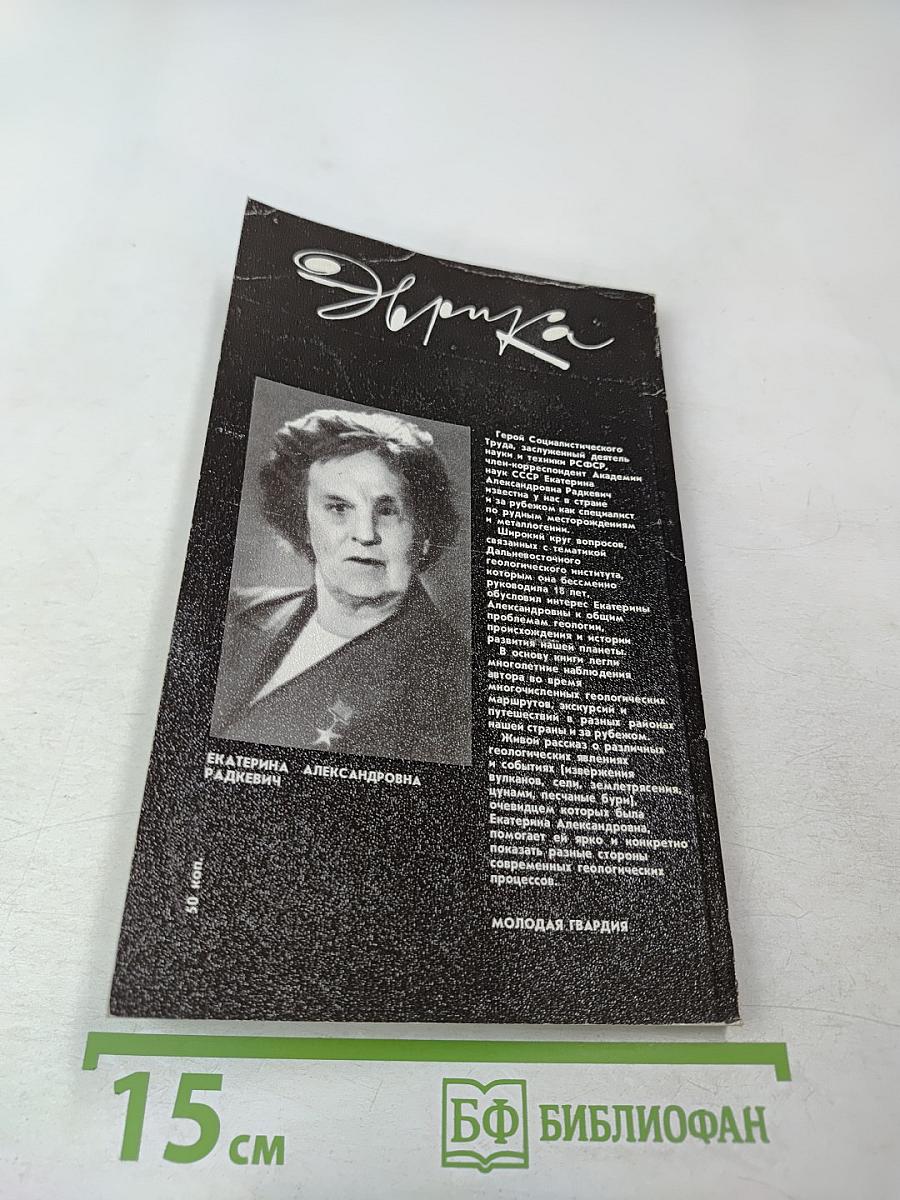 Эврика
Герой Социалистического
Труда, заслуженный деятель
науки и техники РСФСР,
член-корреспондент Академии
наук СССР Екатерина
Александровна Радкевич
известна у нас в стране
и за рубежом как специалист
по рудным месторождениям
и металлогении.
Широкий круг вопросов,
связанных с тематикой
Дальневосточного
геологического института,
которым она бессменно
руководила 18 лет,
обусловил интерес Екатерины
Александровны к общим
проблемам геологии,
происхождения и истории
развития нашей планеты.
В основу книги легли
многолетние наблюдения
автора во время
многочисленных геологических
маршрутов, экскурсий и
путешествий в разных районах
нашей страны и за рубежом.
Живой рассказ о различных
геологических явлениях
и событиях (извержения
вулканов, сели, землетрясения,
цунами, песчаные бури),
очевидцем которых была
Екатерина Александровна,
помогает ей ярко и конкретно
показать разные стороны
современных геологических
процессов.
ЕКАТЕРИНА АЛЕКСАНДРОВНА
РАДКЕВИЧ
50 коп.
МОЛОДАЯ ГВАРДИЯ
15 см
БФ БИБЛИОФАН